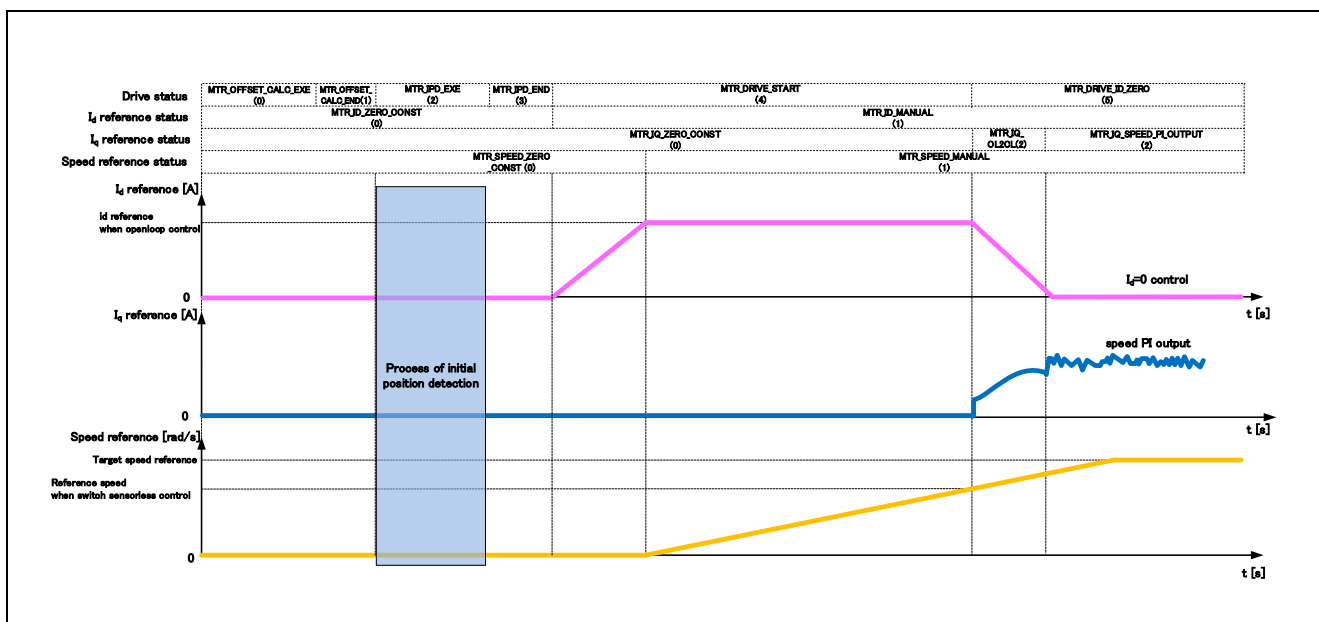 Drive status
MTR_OFFSET_CALC_EXE
(0)
MTR_OFFSET_
CALC_END(1)
MTR_IPD_EXE
(2)
MTR_IPD_END
(3)
MTR_DRIVE_START
(4)
MTR_DRIVE_ID_ZERO
(5)
Id reference status
MTR_ID_ZERO_CONST
(0)
MTR_ID_MANUAL
(1)
Iq reference status
MTR_IQ_ZERO_CONST
(0)
MTR_IQ_
OL2CL(2)
MTR_IQ_SPEED_PI_OUTPUT
(2)
Speed reference status
MTR_SPEED_ZERO
_CONST (0)
MTR_SPEED_MANUAL
(1)
Id reference [A]
id reference
when openloop control
0
Id=0 control
t [s]
Iq reference [A]
speed PI output
Process of initial
position detection
0
t [s]
Speed reference [rad/s]
Target speed reference
Reference speed
when switch sensorless control
0
t [s]